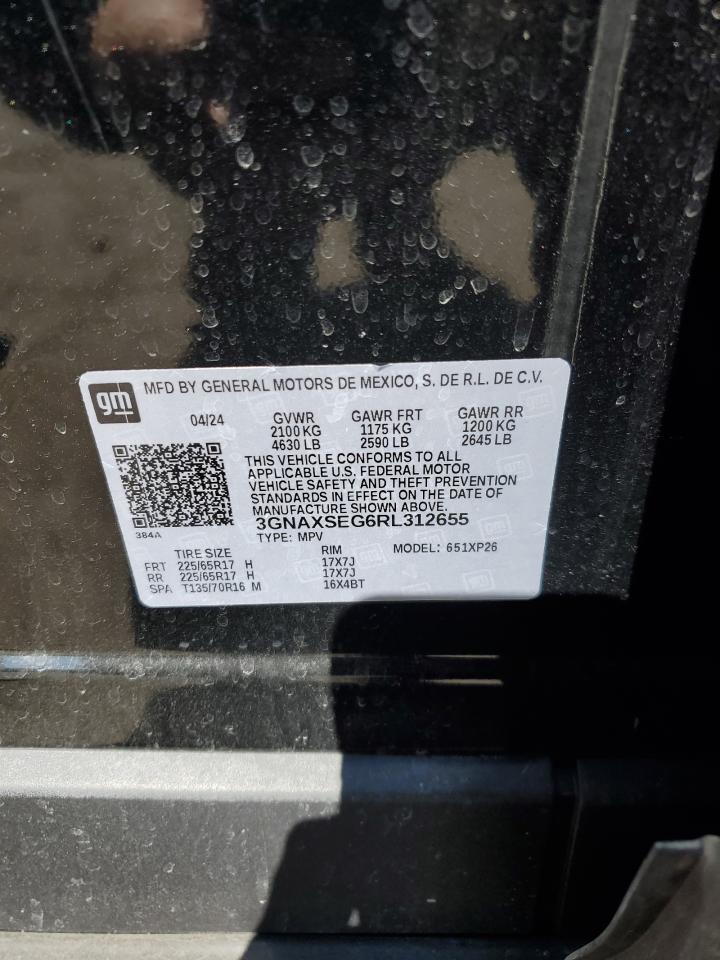 gm
MFD BY GENERAL MOTORS DE MEXICO, S. DE R.L. DE C.V.
04/24 GVWR GAWR FRT GAWR RR
2100 KG 1175 KG 1200 KG
4630 LB 2590 LB 2645 LB
THIS VEHICLE CONFORMS TO ALL
APPLICABLE U.S. FEDERAL MOTOR
VEHICLE SAFETY AND THEFT PREVENTION
STANDARDS IN EFFECT ON THE DATE OF
MANUFACTURE SHOWN ABOVE.
3GNAXSEG6RL312655
384A
TYPE: MPV MODEL: 651XP26
TIRE SIZE RIM
FRT 225/65R17 H 17X7J
RR 225/65R17 H 17X7J
SPA T135/70R16 M 16X4BT